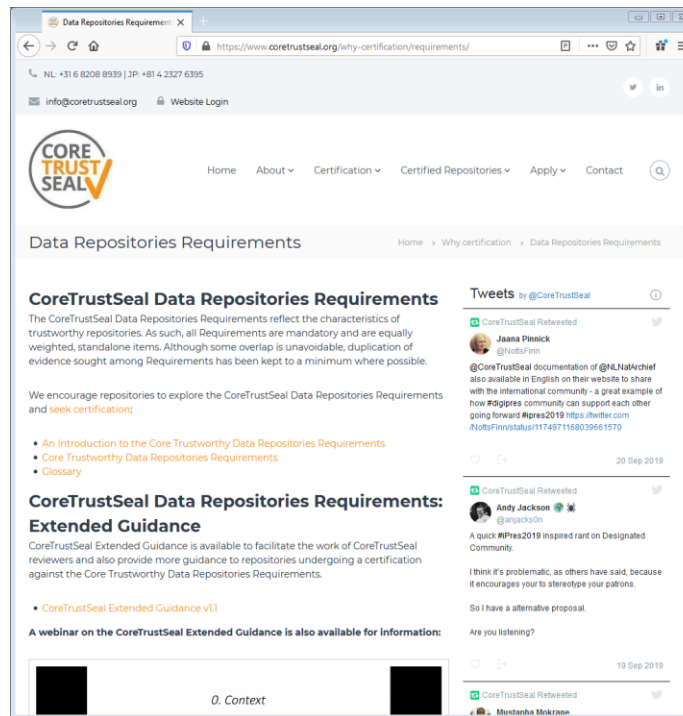 Data Repositories Requirement:
https://www.coretrustseal.org/why-certification/requirements/
NL: +31 6 8208 8939 | JP: +81 4 2327 6395
info@coretrustseal.org Website Login
CORE
TRUST
SEAL
Home About Certification Certified Repositories Apply Contact
Data Repositories Requirements
Home > Why certification > Data Repositories Requirements
CoreTrustSeal Data Repositories Requirements
The CoreTrustSeal Data Repositories Requirements reflect the characteristics of
trustworthy repositories. As such, all Requirements are mandatory and are equally
weighted, standalone items. Although some overlap is unavoidable, duplication of
evidence sought among Requirements has been kept to a minimum where possible.
We encourage repositories to explore the CoreTrustSeal Data Repositories Requirements
and seek certification:
• An Introduction to the Core Trustworthy Data Repositories Requirements
• Core Trustworthy Data Repositories Requirements
• Glossary
CoreTrustSeal Data Repositories Requirements:
Extended Guidance
CoreTrustSeal Extended Guidance is available to facilitate the work of CoreTrustSeal
reviewers and also provide more guidance to repositories undergoing a certification
against the Core Trustworthy Data Repositories Requirements.
• CoreTrustSeal Extended Guidance v1.1
A webinar on the CoreTrustSeal Extended Guidance is also available for information:
0. Context
Tweets by @CoreTrustSeal
CoreTrustSeal Retweeted
Jaana Pinnick
@NottsFinn
@CoreTrustSeal documentation of @NLNatArchief
also available in English on their website to share
with the international community - a great example of
how #digipres community can support each other
going forward #ipres2019 https://twitter.com
/NottsFinn/status/1174971168039661570
20 Sep 2019
CoreTrustSeal Retweeted
Andy Jackson
@anjacks0n
A quick #iPres2019 inspired rant on Designated
Community.
I think it's problematic, as others have said, because
it encourages your to stereotype your patrons.
So I have a alternative proposal.
Are you listening?
19 Sep 2019
CoreTrustSeal Retweeted
Mustapha Mokrane